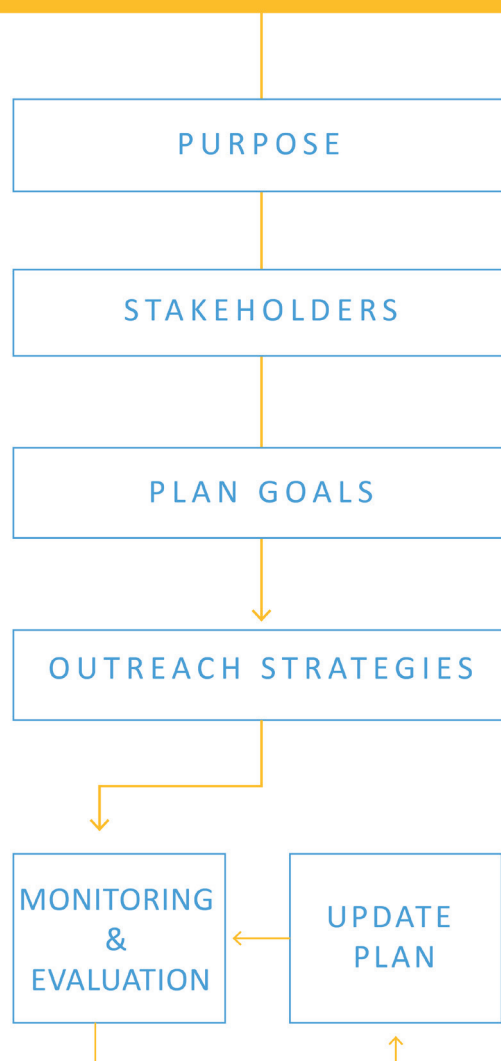 PURPOSE
STAKEHOLDERS
PLAN GOALS
OUTREACH STRATEGIES
MONITORING
&
EVALUATION
UPDATE
PLAN